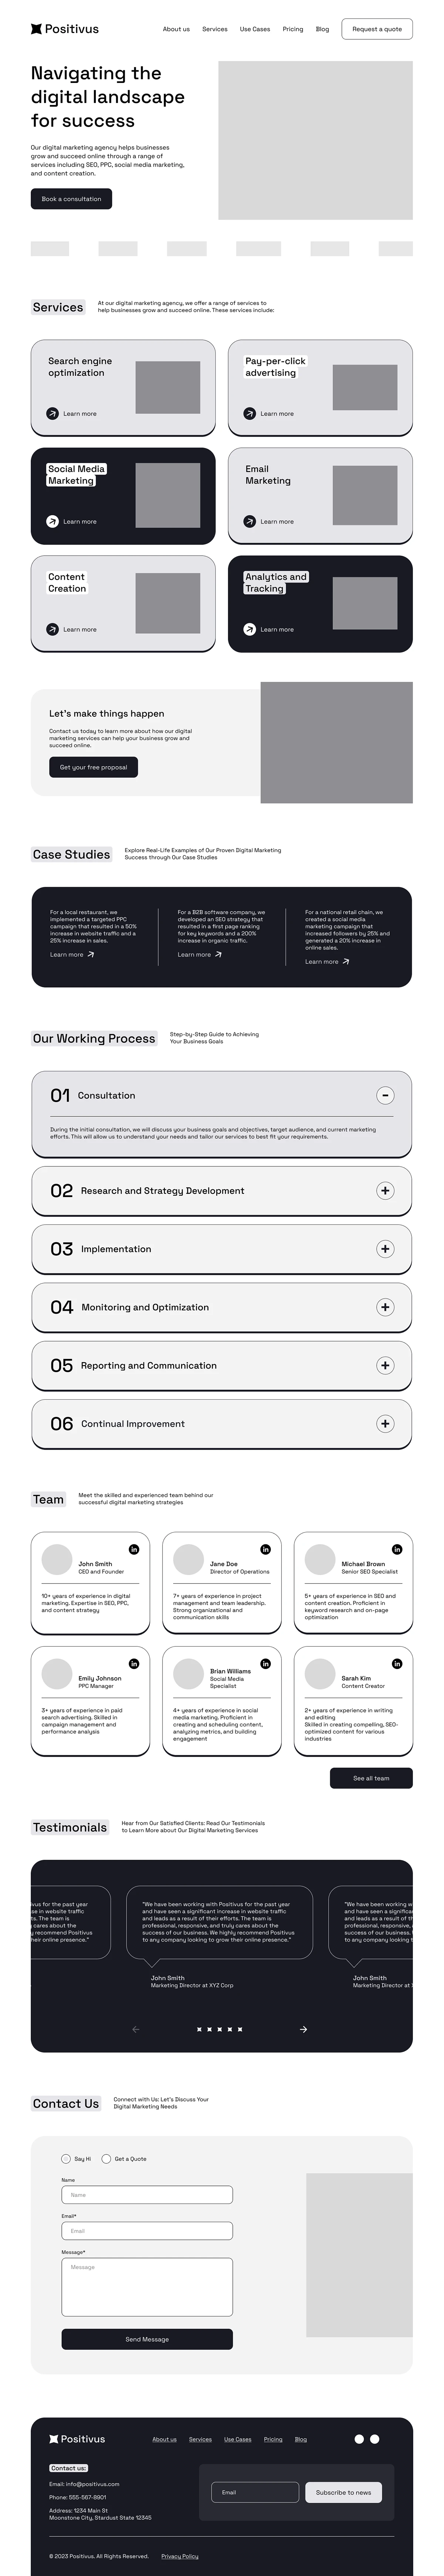 Positivus
About us Services Use Cases Pricing Blog Request a quote
Navigating the
digital landscape
for success
Our digital marketing agency helps businesses
grow and succeed online through a range of
services including SEO, PPC, social media marketing,
and content creation.
Book a consultation
Services
At our digital marketing agency, we offer a range of services to
help businesses grow and succeed online. These services include:
Search engine
optimization
Learn more
Pay-per-click
advertising
Learn more
Social Media
Marketing
Learn more
Email
Marketing
Learn more
Content
Creation
Learn more
Analytics and
Tracking
Learn more
Let's make things happen
Contact us today to learn more about how our digital
marketing services can help your business grow and
succeed online.
Get your free proposal
Case Studies
Explore Real-Life Examples of Our Proven Digital Marketing
Success through Our Case Studies
For a local restaurant, we
implemented a targeted PPC
campaign that resulted in a 50%
increase in website traffic and a
25% increase in sales.
Learn more
For a B2B software company, we
developed an SEO strategy that
resulted in a first page ranking
for key keywords and a 200%
increase in organic traffic.
Learn more
For a national retail chain, we
created a social media
marketing campaign that
increased followers by 25% and
generated a 20% increase in
online sales.
Learn more
Our Working Process
Step-by-Step Guide to Achieving
Your Business Goals
01 Consultation
During the initial consultation, we will discuss your business goals and objectives, target audience, and current marketing
efforts. This will allow us to understand your needs and tailor our services to best fit your requirements.
02 Research and Strategy Development
03 Implementation
04 Monitoring and Optimization
05 Reporting and Communication
06 Continual Improvement
Team
Meet the skilled and experienced team behind our
successful digital marketing strategies
in
John Smith
CEO and Founder
10+ years of experience in digital
marketing. Expertise in SEO, PPC,
and content strategy
in
Jane Doe
Director of Operations
7+ years of experience in project
management and team leadership.
Strong organizational and
communication skills
in
Michael Brown
Senior SEO Specialist
5+ years of experience in SEO and
content creation. Proficient in
keyword research and on-page
optimization
in
Emily Johnson
PPC Manager
3+ years of experience in paid
search advertising. Skilled in
campaign management and
performance analysis
in
Brian Williams
Social Media
Specialist
4+ years of experience in social
media marketing. Proficient in
creating and scheduling content,
analyzing metrics, and building
engagement
in
Sarah Kim
Content Creator
2+ years of experience in writing
and editing
Skilled in creating compelling, SEO-
optimized content for various
industries
See all team
Testimonials
Hear from Our Satisfied Clients: Read Our Testimonials
to Learn More about Our Digital Marketing Services
for the past year
in website traffic
The team is
cares about the
recommend Positivus
their online presence."
"We have been working with Positivus for the past year
and have seen a significant increase in website traffic
and leads as a result of their efforts. The team is
professional, responsive, and truly cares about the
success of our business. We highly recommend Positivus
to any company looking to grow their online presence."
John Smith
Marketing Director at XYZ Corp
"We have been working
and have seen a
and leads as a result of
professional, responsive,
success of our business.
to any company looking
John Smith
Marketing Director at
Contact Us
Connect with Us: Let's Discuss Your
Digital Marketing Needs
Say Hi Get a Quote
Name
Name
Email*
Email
Message*
Message
Send Message
Positivus
About us Services Use Cases Pricing Blog
Contact us:
Email: info@positivus.com
Phone: 555-567-8901
Address: 1234 Main St
Moonstone City, Stardust State 12345
Email
Subscribe to news
© 2023 Positivus. All Rights Reserved. Privacy Policy